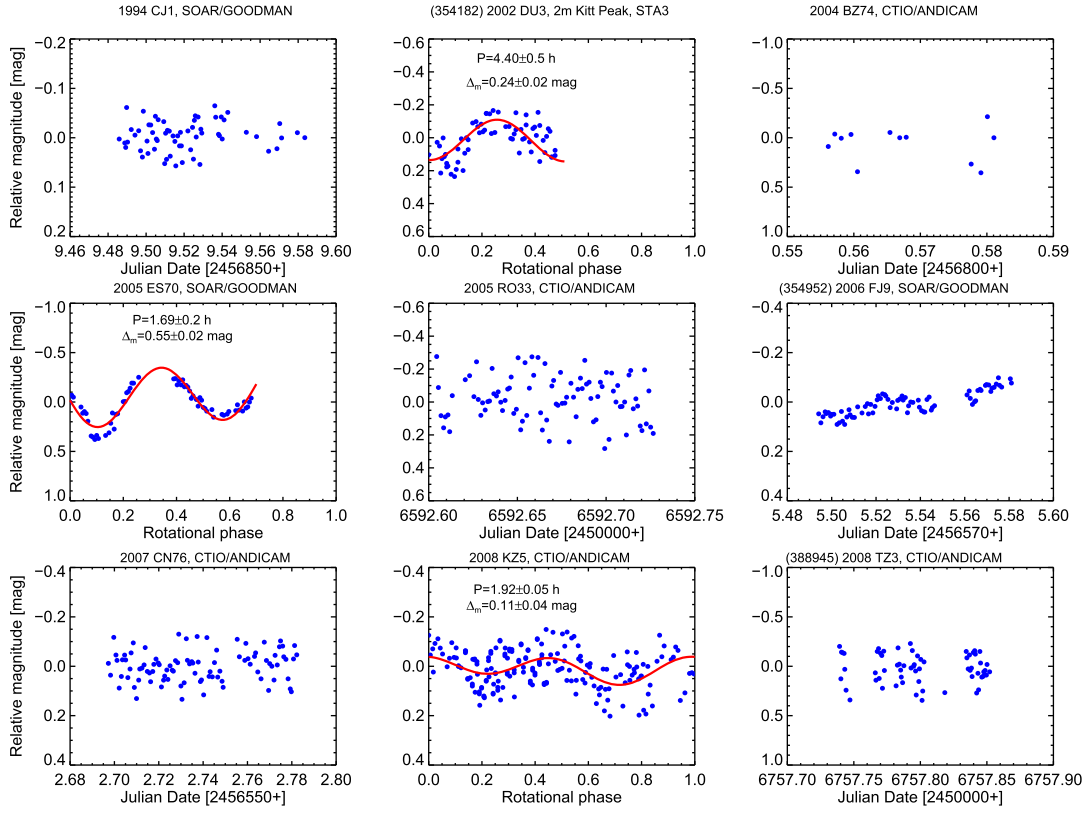 1994 CJ1, SOAR/GOODMAN
Relative magnitude [mag]
−0.2
−0.1
0.0
0.1
0.2
9.46 9.48 9.50 9.52 9.54 9.56 9.58 9.60
Julian Date [2456850+]
(354182) 2002 DU3, 2m Kitt Peak, STA3
P=4.40±0.5 h
Δm=0.24±0.02 mag
−0.6
−0.4
−0.2
0.0
0.2
0.4
0.6
0.0 0.2 0.4 0.6 0.8 1.0
Rotational phase
2004 BZ74, CTIO/ANDICAM
−1.0
−0.5
0.0
0.5
1.0
0.55 0.56 0.57 0.58 0.59
Julian Date [2456800+]
2005 ES70, SOAR/GOODMAN
P=1.69±0.2 h
Δm=0.55±0.02 mag
Relative magnitude [mag]
−1.0
−0.5
0.0
0.5
1.0
0.0 0.2 0.4 0.6 0.8 1.0
Rotational phase
2005 RO33, CTIO/ANDICAM
−0.6
−0.4
−0.2
0.0
0.2
0.4
0.6
6592.60 6592.65 6592.70 6592.75
Julian Date [2450000+]
(354952) 2006 FJ9, SOAR/GOODMAN
−0.4
−0.2
0.0
0.2
0.4
5.48 5.50 5.52 5.54 5.56 5.58 5.60
Julian Date [2456570+]
2007 CN76, CTIO/ANDICAM
Relative magnitude [mag]
−0.4
−0.2
0.0
0.2
0.4
2.68 2.70 2.72 2.74 2.76 2.78 2.80
Julian Date [2456550+]
2008 KZ5, CTIO/ANDICAM
P=1.92±0.05 h
Δm=0.11±0.04 mag
−0.4
−0.2
0.0
0.2
0.4
0.0 0.2 0.4 0.6 0.8 1.0
Rotational phase
(388945) 2008 TZ3, CTIO/ANDICAM
−1.0
−0.5
0.0
0.5
1.0
6757.70 6757.75 6757.80 6757.85 6757.90
Julian Date [2450000+]